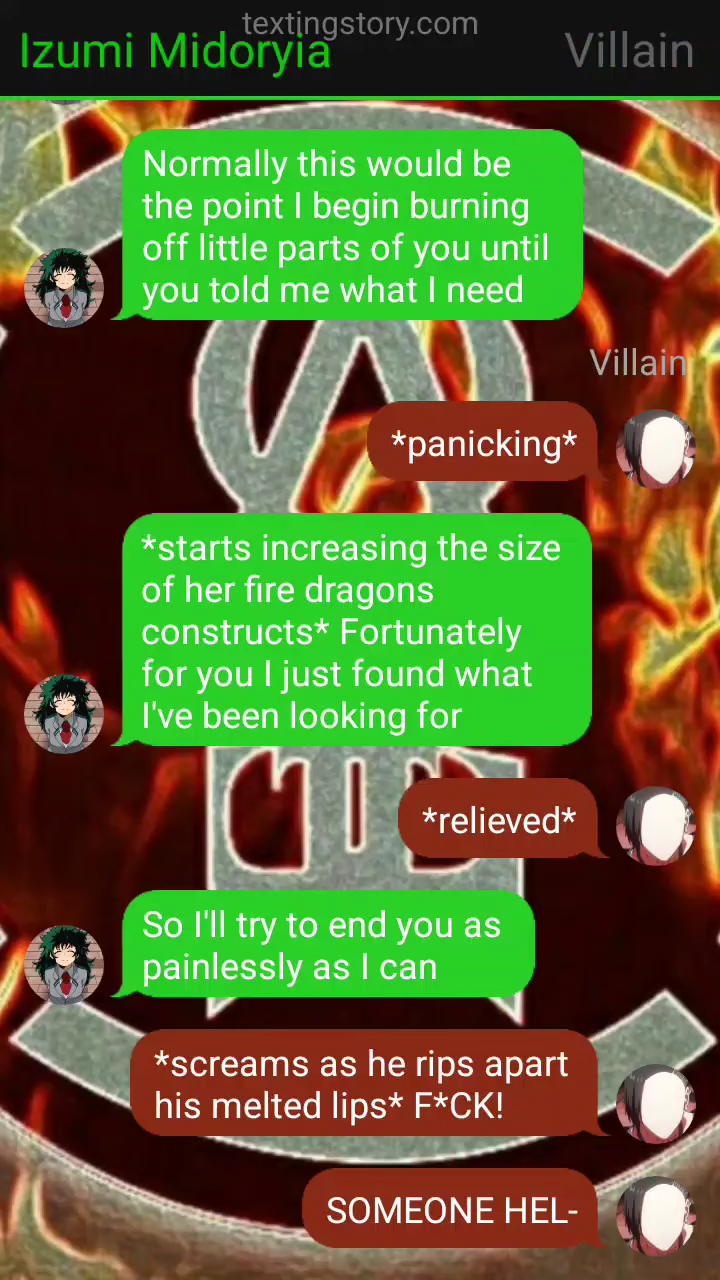 textingstory.com
Izumi Midoryia
Villain
Normally this would be
the point I begin burning
off little parts of you until
you told me what I need
Villain
*panicking*
*starts increasing the size
of her fire dragons
constructs* Fortunately
for you I just found what
I've been looking for
*relieved*
So I'll try to end you as
painlessly as I can
*screams as he rips apart
his melted lips* F*CK!
SOMEONE HEL-